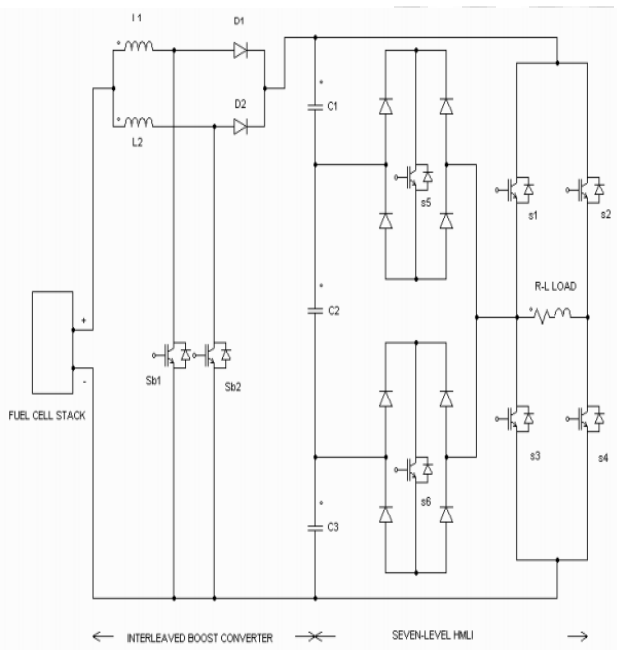 L1
D1
D2
L2
C1
s5
s1
s2
R-L LOAD
+
C2
-
Sb1
Sb2
FUEL CELL STACK
s3
s4
s6
C3
INTERLEAVED BOOST CONVERTER
SEVEN-LEVEL HMLI